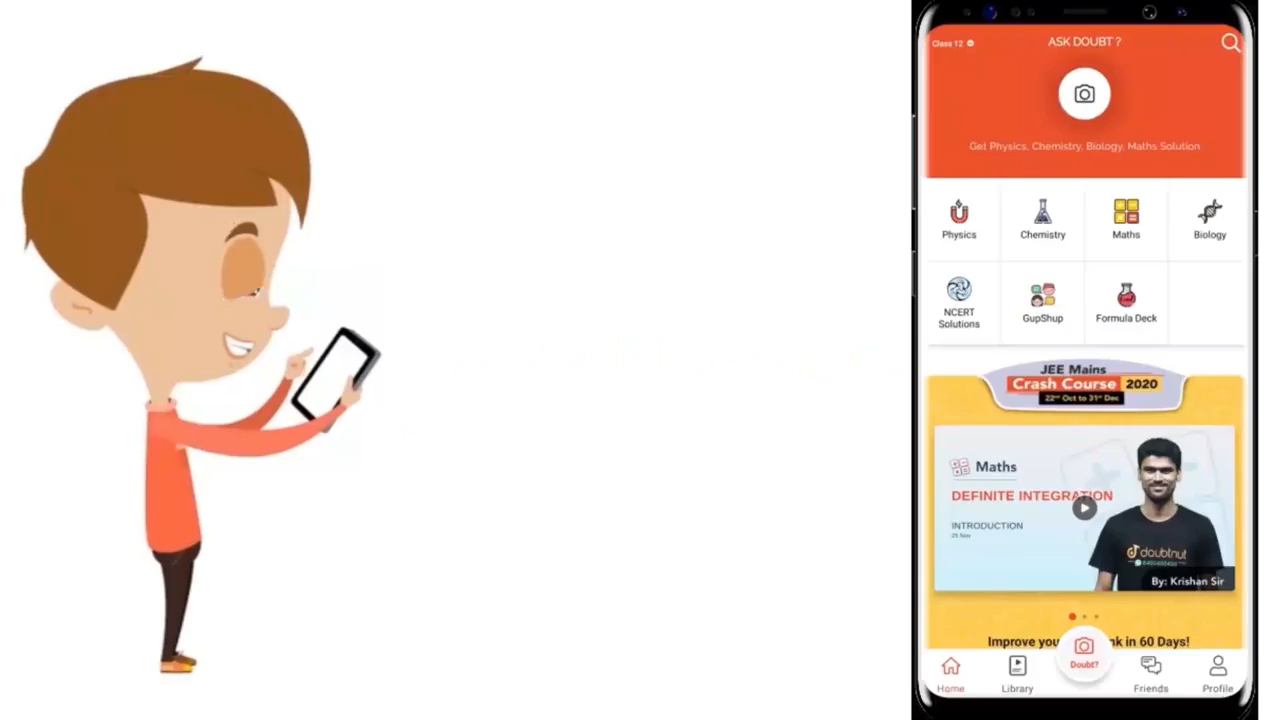 Class 12
ASK DOUBT ?
Get Physics, Chemistry, Biology, Maths Solution
Physics
Chemistry
Maths
Biology
NCERT
Solutions
GupShup
Formula Deck
JEE Mains
Crash Course 2020
22nd Oct to 31st Dec
Maths
DEFINITE INTEGRATION
INTRODUCTION
doubtnut
By: Krishan Sir
Improve you nk in 60 Days!
Doubt?
Home
Library
Friends
Profile